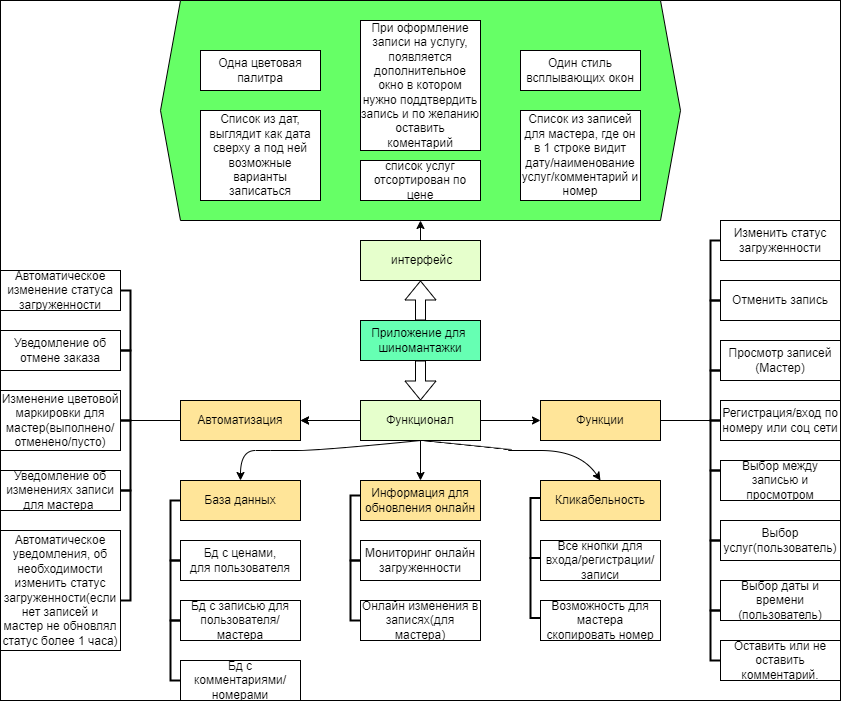 Одна цветовая
палитра
При оформление
записи на услугу,
появляется
дополнительное
окно в котором
нужно поддтвердить
запись и по желанию
оставить
коментарий
Один стиль
всплывающих окон
Список из дат,
выглядит как дата
сверху а под ней
возможные
варианты
записаться
список услуг
отсортирован по
цене
Список из записей
для мастера, где он
в 1 строке видит
дату/наименование
услуг/комментарий и
номер
интерфейс
Приложение для
шиномантажки
Функционал
Автоматизация
Функции
Автоматическое
изменение статуса
загруженности
Уведомление об
отмене заказа
Изменение цветовой
маркировки для
мастер(выполнено/
отменено/пусто)
Уведомление об
изменениях записи
для мастера
Автоматическое
уведомления, об
необходимости
изменить статус
загруженности(если
нет записей и
мастер не обновлял
статус более 1 часа)
База данных
Бд с ценами,
для пользователя
Бд с записью для
пользователя/
мастера
Бд с
комментариями/
номерами
Информация для
обновления онлайн
Мониторинг онлайн
загруженности
Онлайн изменения в
записях(для
мастера)
Кликабельность
Все кнопки для
входа/регистрации/
записи
Возможность для
мастера
скопировать номер
Изменить статус
загруженности
Отменить запись
Просмотр записей
(Мастер)
Регистрация/вход по
номеру или соц сети
Выбор между
записью и
просмотром
Выбор
услуг(пользователь)
Выбор даты и
времени
(пользователь)
Оставить или не
оставить
комментарий.